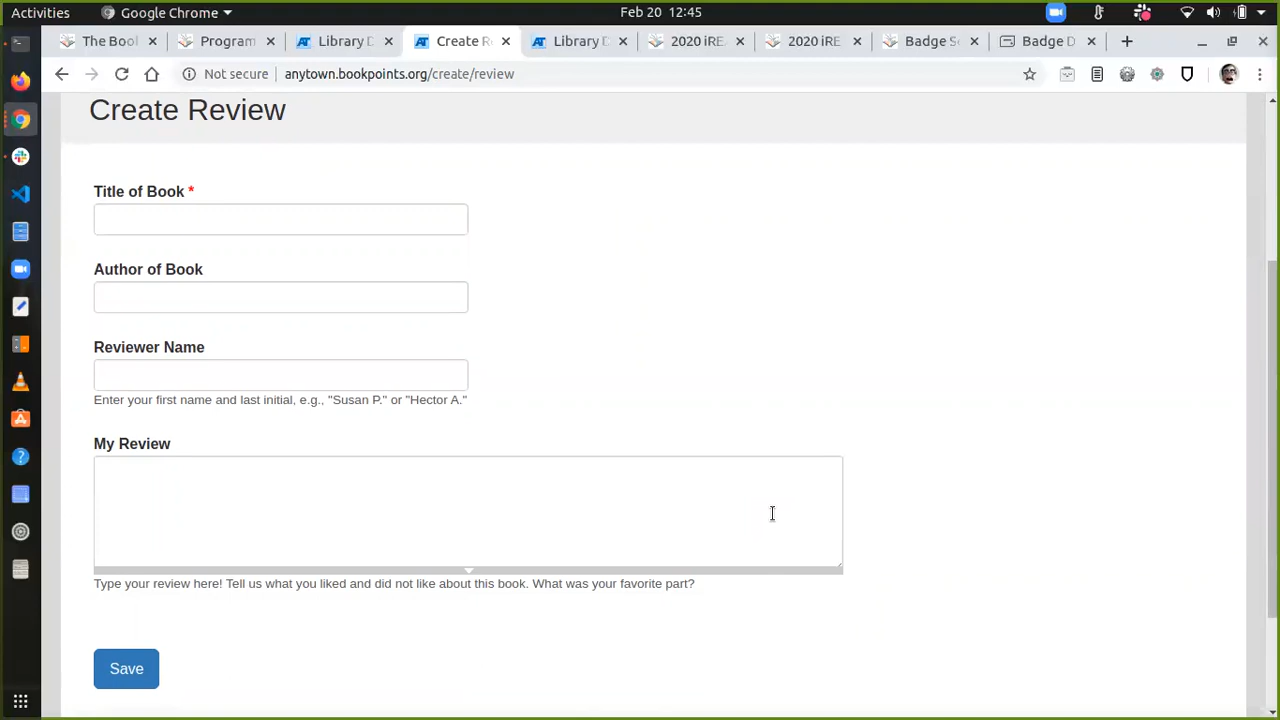 Activities Google Chrome Feb 20 12:45
The Bool Program Library D Create R Library D 2020 iRE 2020 iRE Badge S Badge D
Not secure anytown.bookpoints.org/create/review
Create Review
Title of Book *
Author of Book
Reviewer Name
Enter your first name and last initial, e.g., "Susan P." or "Hector A."
My Review
Type your review here! Tell us what you liked and did not like about this book. What was your favorite part?
Save